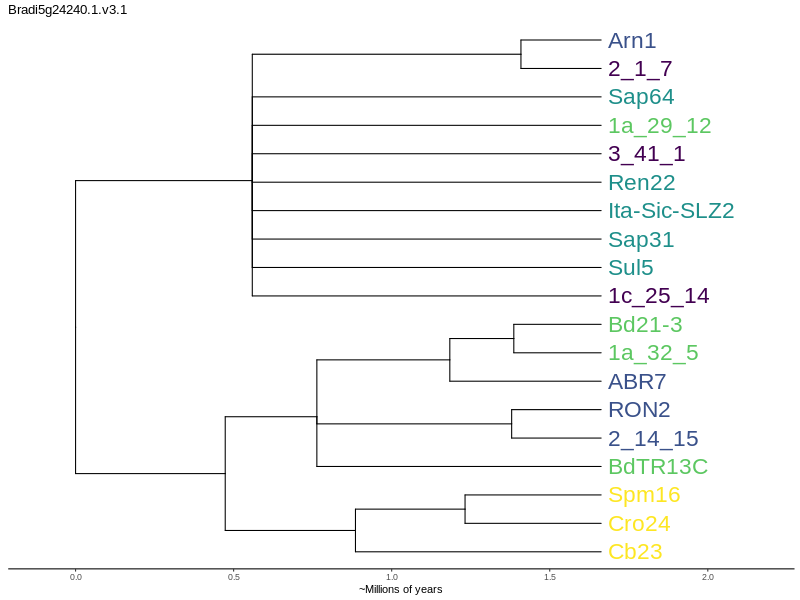 Bradi5g24240.1.v3.1
Arn1
2_1_7
Sap64
1a_29_12
3_41_1
Ren22
Ita-Sic-SLZ2
Sap31
Sul5
1c_25_14
Bd21-3
1a_32_5
ABR7
RON2
2_14_15
BdTR13C
Spm16
Cro24
Cb23
0.0 0.5 1.0 1.5 2.0
~Millions of years